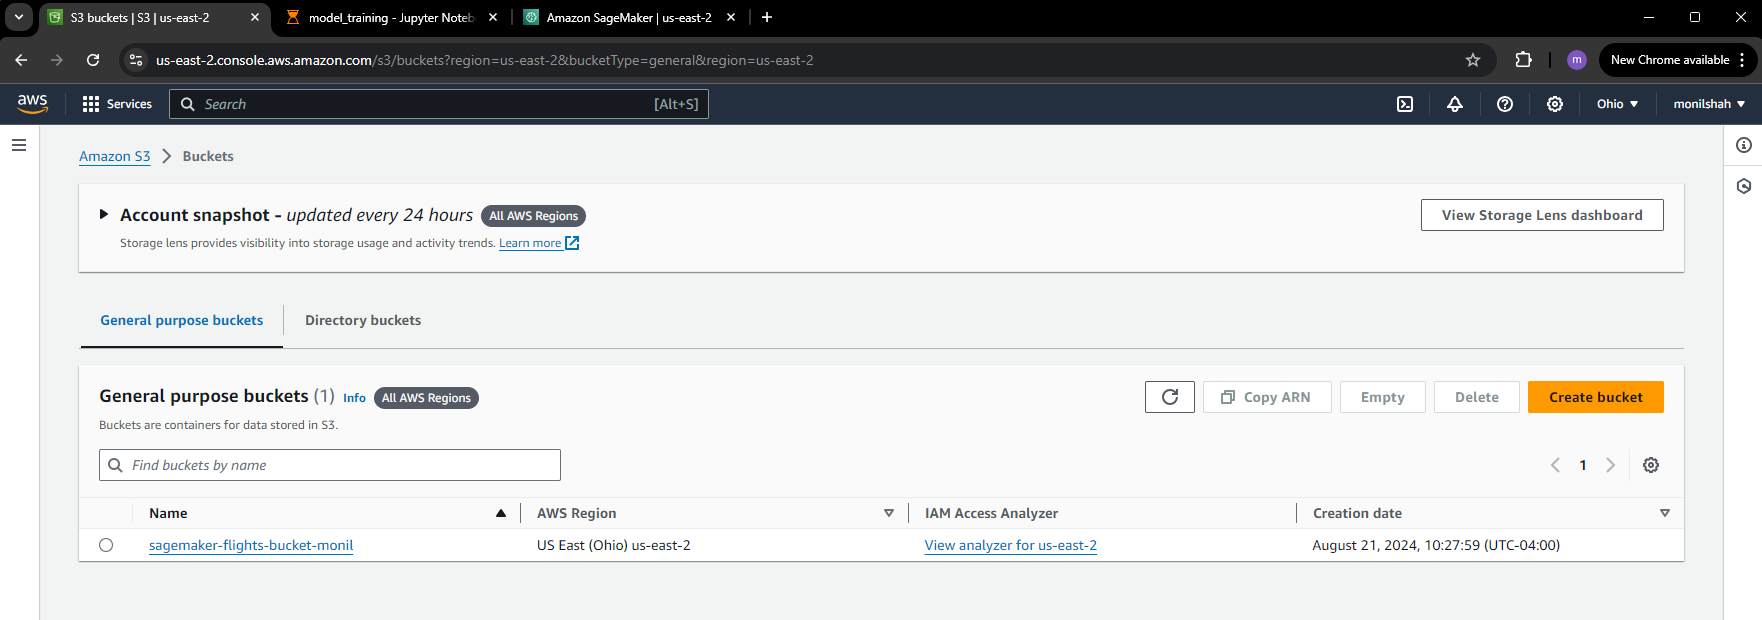 S3 buckets | S3 | us-east-2
model_training - Jupyter Noteb
Amazon SageMaker | us-east-2
us-east-2.console.aws.amazon.com/s3/buckets?region=us-east-2&bucketType=general&region=us-east-2
m
New Chrome available
aws
Services
Search
[Alt+S]
Ohio
monilshah
Amazon S3
Buckets
Account snapshot - updated every 24 hours
All AWS Regions
View Storage Lens dashboard
Storage lens provides visibility into storage usage and activity trends. Learn more
General purpose buckets
Directory buckets
General purpose buckets (1)
Info
All AWS Regions
Copy ARN
Empty
Delete
Create bucket
Buckets are containers for data stored in S3.
Find buckets by name
1
Name
AWS Region
IAM Access Analyzer
Creation date
sagemaker-flights-bucket-monil
US East (Ohio) us-east-2
View analyzer for us-east-2
August 21, 2024, 10:27:59 (UTC-04:00)